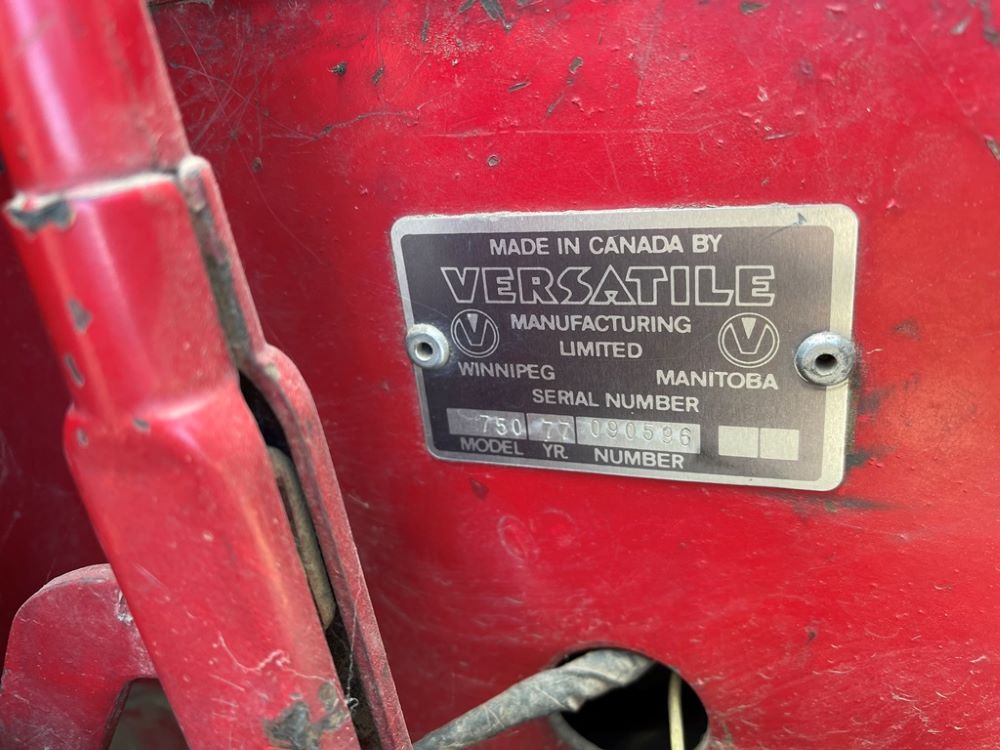 MADE IN CANADA BY
VERSATILE
MANUFACTURING
LIMITED
WINNIPEG MANITOBA
SERIAL NUMBER
750 77 090596
MODEL YR. NUMBER